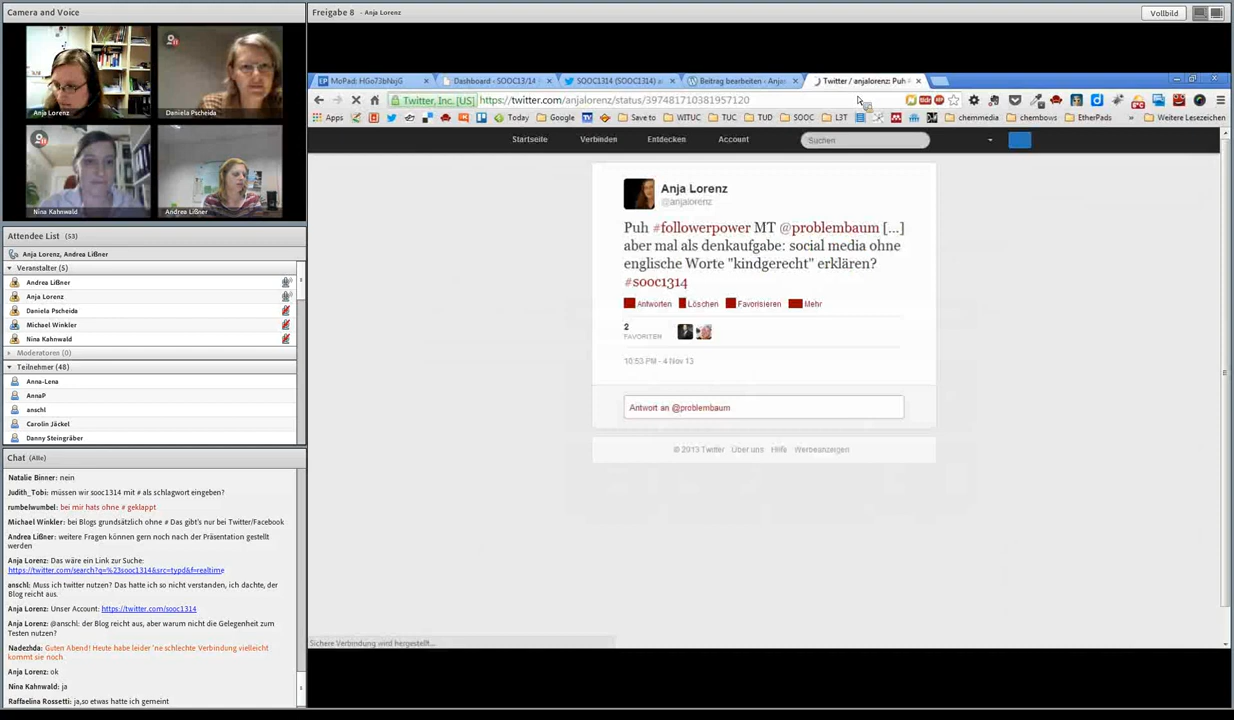 Camera and Voice
Anja Lorenz
Daniela Pscheida
Nina Kahnwald
Andrea Lißner
Attendee List (53)
Anja Lorenz, Andrea Lißner
Veranstalter (5)
Andrea Lißner
Anja Lorenz
Daniela Pscheida
Michael Winkler
Nina Kahnwald
Moderatoren (0)
Teilnehmer (48)
Anna-Lena
AnnaP
anschl
Carolin Jäckel
Danny Steingräber
Chat (Alle)
Natalie Binner: nein
Judith_Tobi: müssen wir sooc1314 mit # als schlagwort eingeben?
rumbelwumbel: bei mir hats ohne # geklappt
Michael Winkler: bei Blogs grundsätzlich ohne # Das gibt's nur bei Twitter/Facebook
Andrea Lißner: weitere Fragen können gern noch nach der Präsentation gestellt
werden
Anja Lorenz: Das wäre ein Link zur Suche:
https://twitter.com/search?q=%23sooc1314&src=typd&f=realtime
anschl: Muss ich twitter nutzen? Das hatte ich so nicht verstanden, ich dachte, der
Blog reicht aus.
Anja Lorenz: Unser Account: https://twitter.com/sooc1314
Anja Lorenz: @anschl: der Blog reicht aus, aber warum nicht die Gelegenheit zum
Testen nutzen?
Nadezhda: Guten Abend! Heute habe leider 'ne schlechte Verbindung vielleicht
kommt sie noch
Anja Lorenz: ok
Nina Kahnwald: ja
Raffaelina Rossetti: ja,so etwas hatte ich gemeint
Freigabe 8 - Anja Lorenz
Vollbild
MoPad: HGo73bNxjG
Dashboard - SOOC13/14
SOOC1314 (SOOC1314) a
Beitrag bearbeiten ‹ Anja
Twitter / anjalorenz: Puh #
Twitter, Inc. [US] https://twitter.com/anjalorenz/status/397481710381957120
Apps Today Google Save to WITUC TUC TUD SOOC L3T chemmedia chembows EtherPads » Weitere Lesezeichen
Startseite Verbinden Entdecken Account Suchen
Anja Lorenz
@anjalorenz
Puh #followerpower MT @problembaum [...]
aber mal als denkaufgabe: social media ohne
englische Worte "kindgerecht" erklären?
#sooc1314
Antworten Löschen Favorisieren Mehr
2
FAVORITEN
10:53 PM - 4 Nov 13
Antwort an @problembaum
© 2013 Twitter Über uns Hilfe Werbeanzeigen
Sichere Verbindung wird hergestellt...